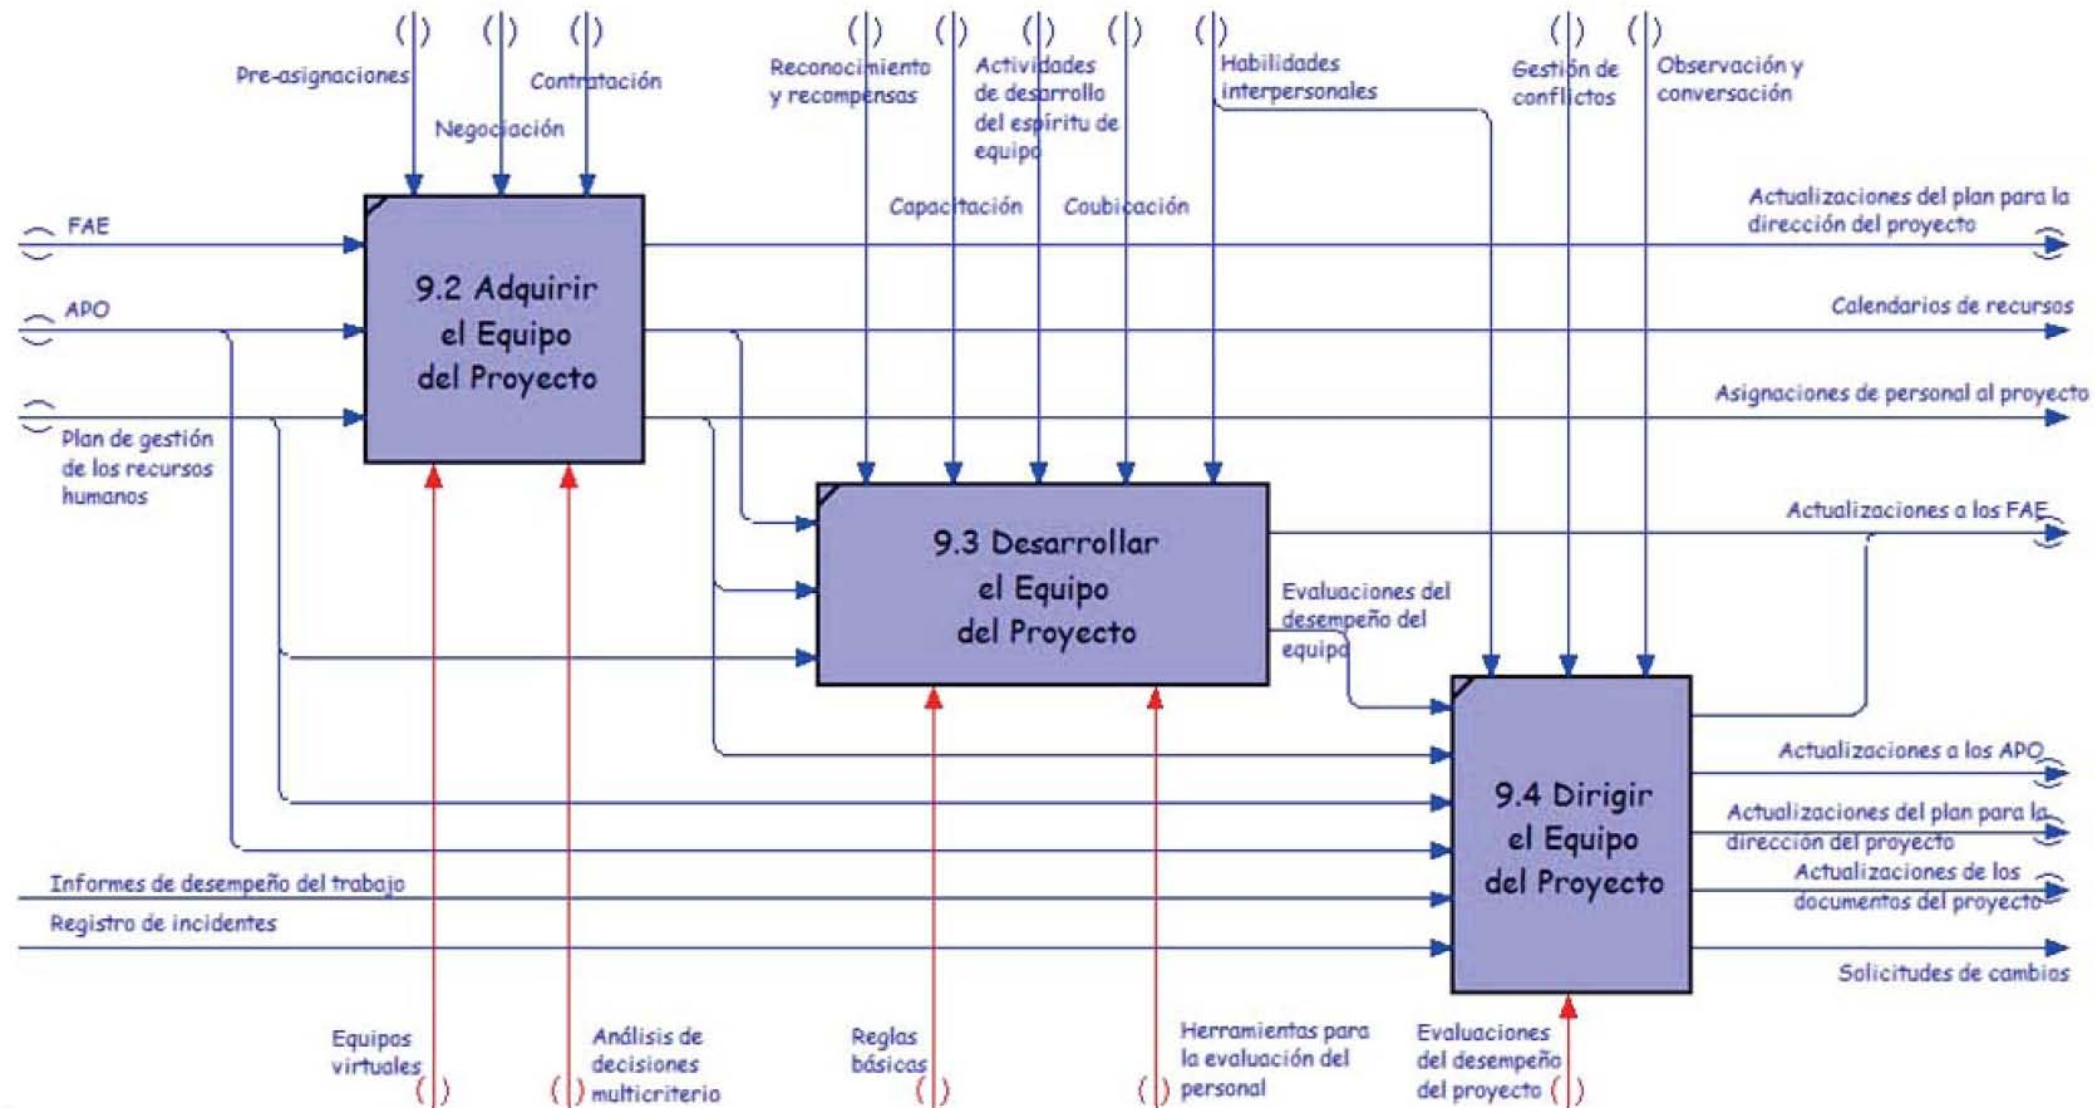 Pre-asignaciones
Negociación
Contratación
Reconocimiento
y recompensas
Capacitación
Actividades
de desarrollo
del espíritu de
equipo
Coubicación
Habilidades
interpersonales
Gestión de
conflictos
Observación y
conversación
FAE
APO
Plan de gestión
de los recursos
humanos
9.2 Adquirir
el Equipo
del Proyecto
Actualizaciones del plan para la
dirección del proyecto
Calendarios de recursos
Asignaciones de personal al proyecto
9.3 Desarrollar
el Equipo
del Proyecto
Actualizaciones a los FAE
Evaluaciones del
desempeño del
equipo
9.4 Dirigir
el Equipo
del Proyecto
Actualizaciones a los APO
Actualizaciones del plan para la
dirección del proyecto
Actualizaciones de los
documentos del proyecto
Solicitudes de cambios
Informes de desempeño del trabajo
Registro de incidentes
Equipos
virtuales
Análisis de
decisiones
multicriterio
Reglas
básicas
Herramientas para
la evaluación del
personal
Evaluaciones
del desempeño
del proyecto